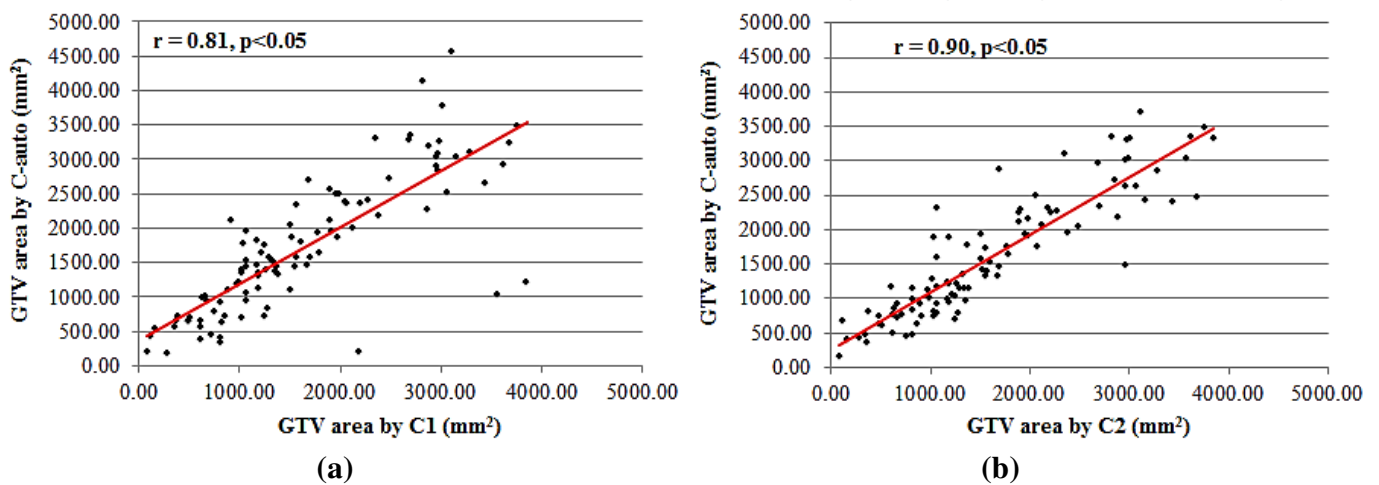 5000.00
4500.00
4000.00
3500.00
3000.00
2500.00
2000.00
1500.00
1000.00
500.00
0.00
GTV area by C-auto (mm²)
r = 0.81, p<0.05
0.00 1000.00 2000.00 3000.00 4000.00 5000.00
GTV area by C1 (mm²)
(a)
5000.00
4500.00
4000.00
3500.00
3000.00
2500.00
2000.00
1500.00
1000.00
500.00
0.00
GTV area by C-auto (mm²)
r = 0.90, p<0.05
0.00 1000.00 2000.00 3000.00 4000.00 5000.00
GTV area by C2 (mm²)
(b)